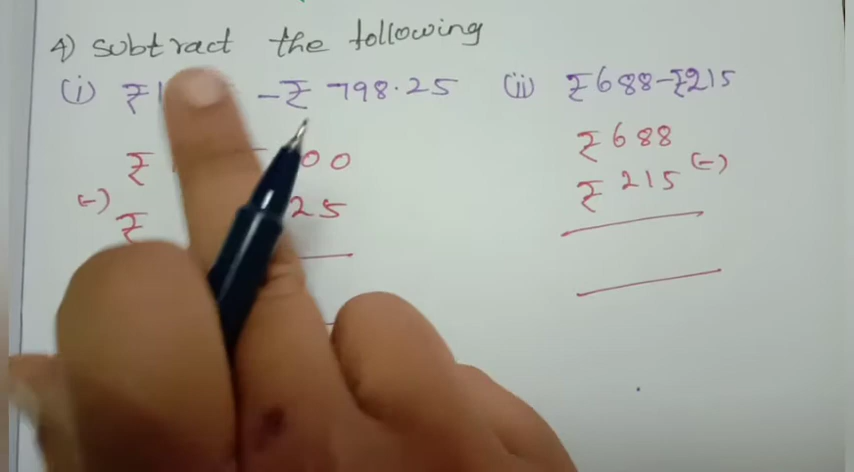 4) subtract the following
(i) ₹1 -₹ 798.25 (ii) ₹688-₹215
₹ 00 ₹688
(-) ₹ 25 ₹215 (-)